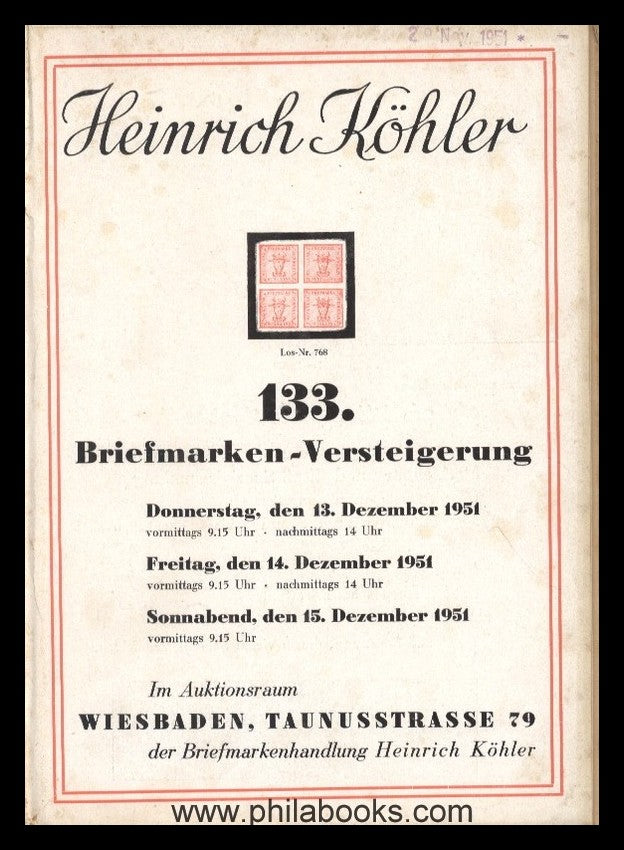 2 Nov. 1951 *
Heinrich Köhler
Los-Nr. 768
133.
Briefmarken-Versteigerung
Donnerstag, den 13. Dezember 1951
vormittags 9.15 Uhr · nachmittags 14 Uhr
Freitag, den 14. Dezember 1951
vormittags 9.15 Uhr · nachmittags 14 Uhr
Sonnabend, den 15. Dezember 1951
vormittags 9.15 Uhr
Im Auktionsraum
WIESBADEN, TAUNUSSTRASSE 79
der Briefmarkenhandlung Heinrich Köhler
www.philabooks.com